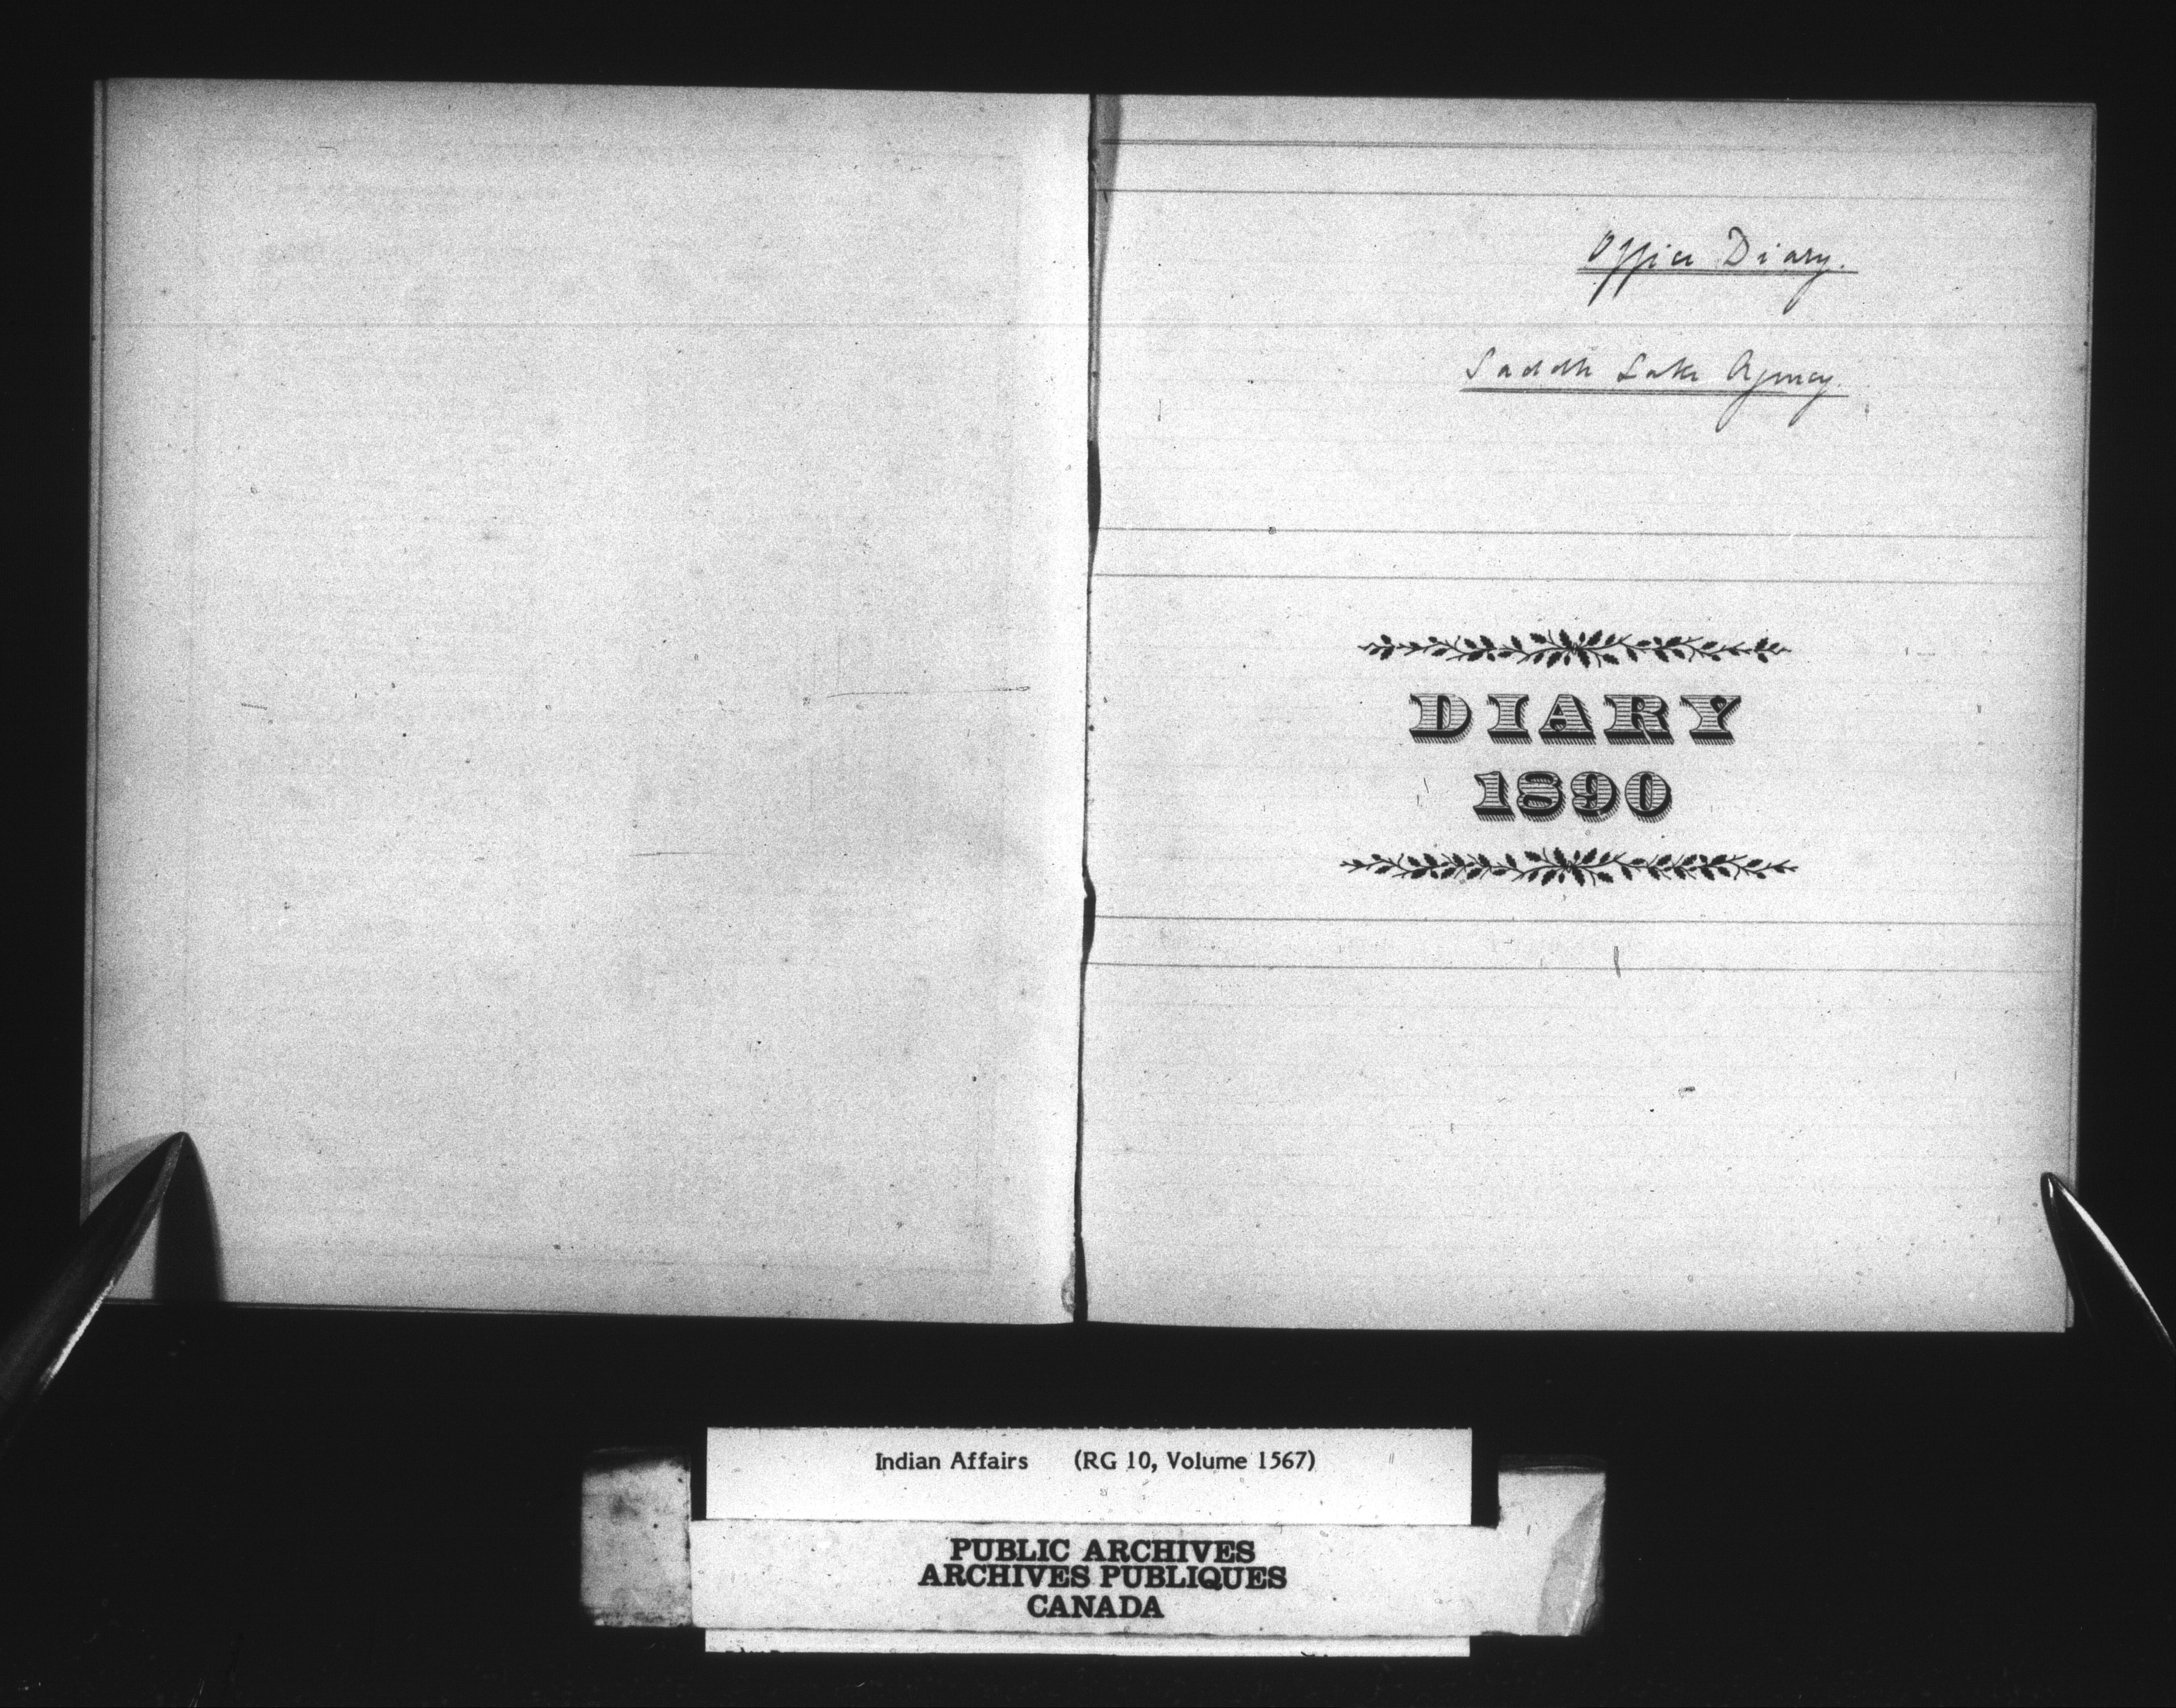 Office Diary.
Saddle Lake Agency.
DIARY
1890
Indian Affairs (RG 10, Volume 1567)
PUBLIC ARCHIVES
ARCHIVES PUBLIQUES
CANADA